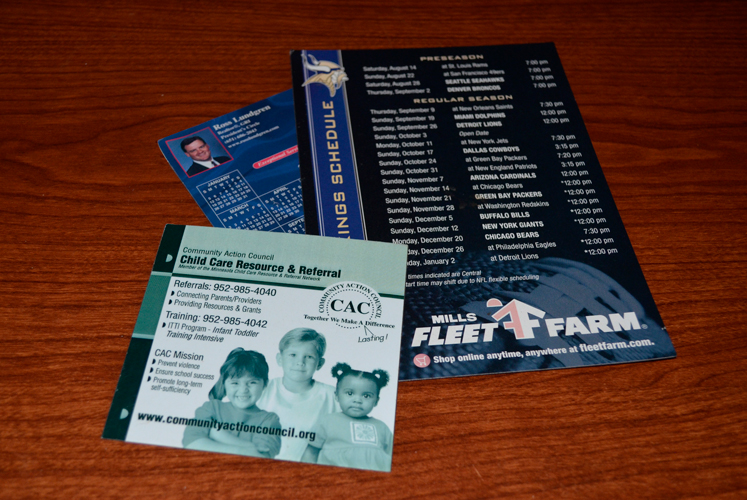 Ross Lundgren
Realtor®, GRI
President's Circle
Exceptional
JANUARY
MARCH
APRIL
KINGS SCHEDULE
PRESEASON
Saturday, August 14 at St. Louis Rams 7:00 pm
Sunday, August 22 at San Francisco 49ers 7:00 pm
Saturday, August 28 SEATTLE SEAHAWKS 7:00 pm
Thursday, September 2 DENVER BRONCOS 7:00 pm
REGULAR SEASON
Thursday, September 9 at New Orleans Saints 7:30 pm
Sunday, September 19 MIAMI DOLPHINS 12:00 pm
Sunday, September 26 DETROIT LIONS 12:00 pm
Sunday, October 3 Open Date
Monday, October 11 at New York Jets 7:30 pm
Sunday, October 17 DALLAS COWBOYS 3:15 pm
Sunday, October 24 at Green Bay Packers 7:20 pm
Sunday, October 31 at New England Patriots 3:15 pm
Sunday, November 7 ARIZONA CARDINALS *12:00 pm
Sunday, November 14 at Chicago Bears *12:00 pm
Sunday, November 21 GREEN BAY PACKERS *12:00 pm
Sunday, November 28 at Washington Redskins *12:00 pm
Sunday, December 5 BUFFALO BILLS *12:00 pm
Sunday, December 12 NEW YORK GIANTS *12:00 pm
Monday, December 20 CHICAGO BEARS 7:30 pm
Sunday, December 26 at Philadelphia Eagles *12:00 pm
Sunday, January 2 at Detroit Lions *12:00 pm
times indicated are Central
start time may shift due to NFL flexible scheduling
MILLS
FLEET FARM®
Shop online anytime, anywhere at fleetfarm.com.
Community Action Council
Child Care Resource & Referral
Member of the Minnesota Child Care Resource & Referral Network
Referrals: 952-985-4040
Connecting Parents/Providers
Providing Resources & Grants
Training: 952-985-4042
ITTI Program - Infant Toddler
Training Intensive
CAC Mission
Prevent violence
Ensure school success
Promote long-term
self-sufficiency
COMMUNITY ACTION COUNCIL
CAC
Together We Make A Difference
Lasting!
www.communityactioncouncil.org